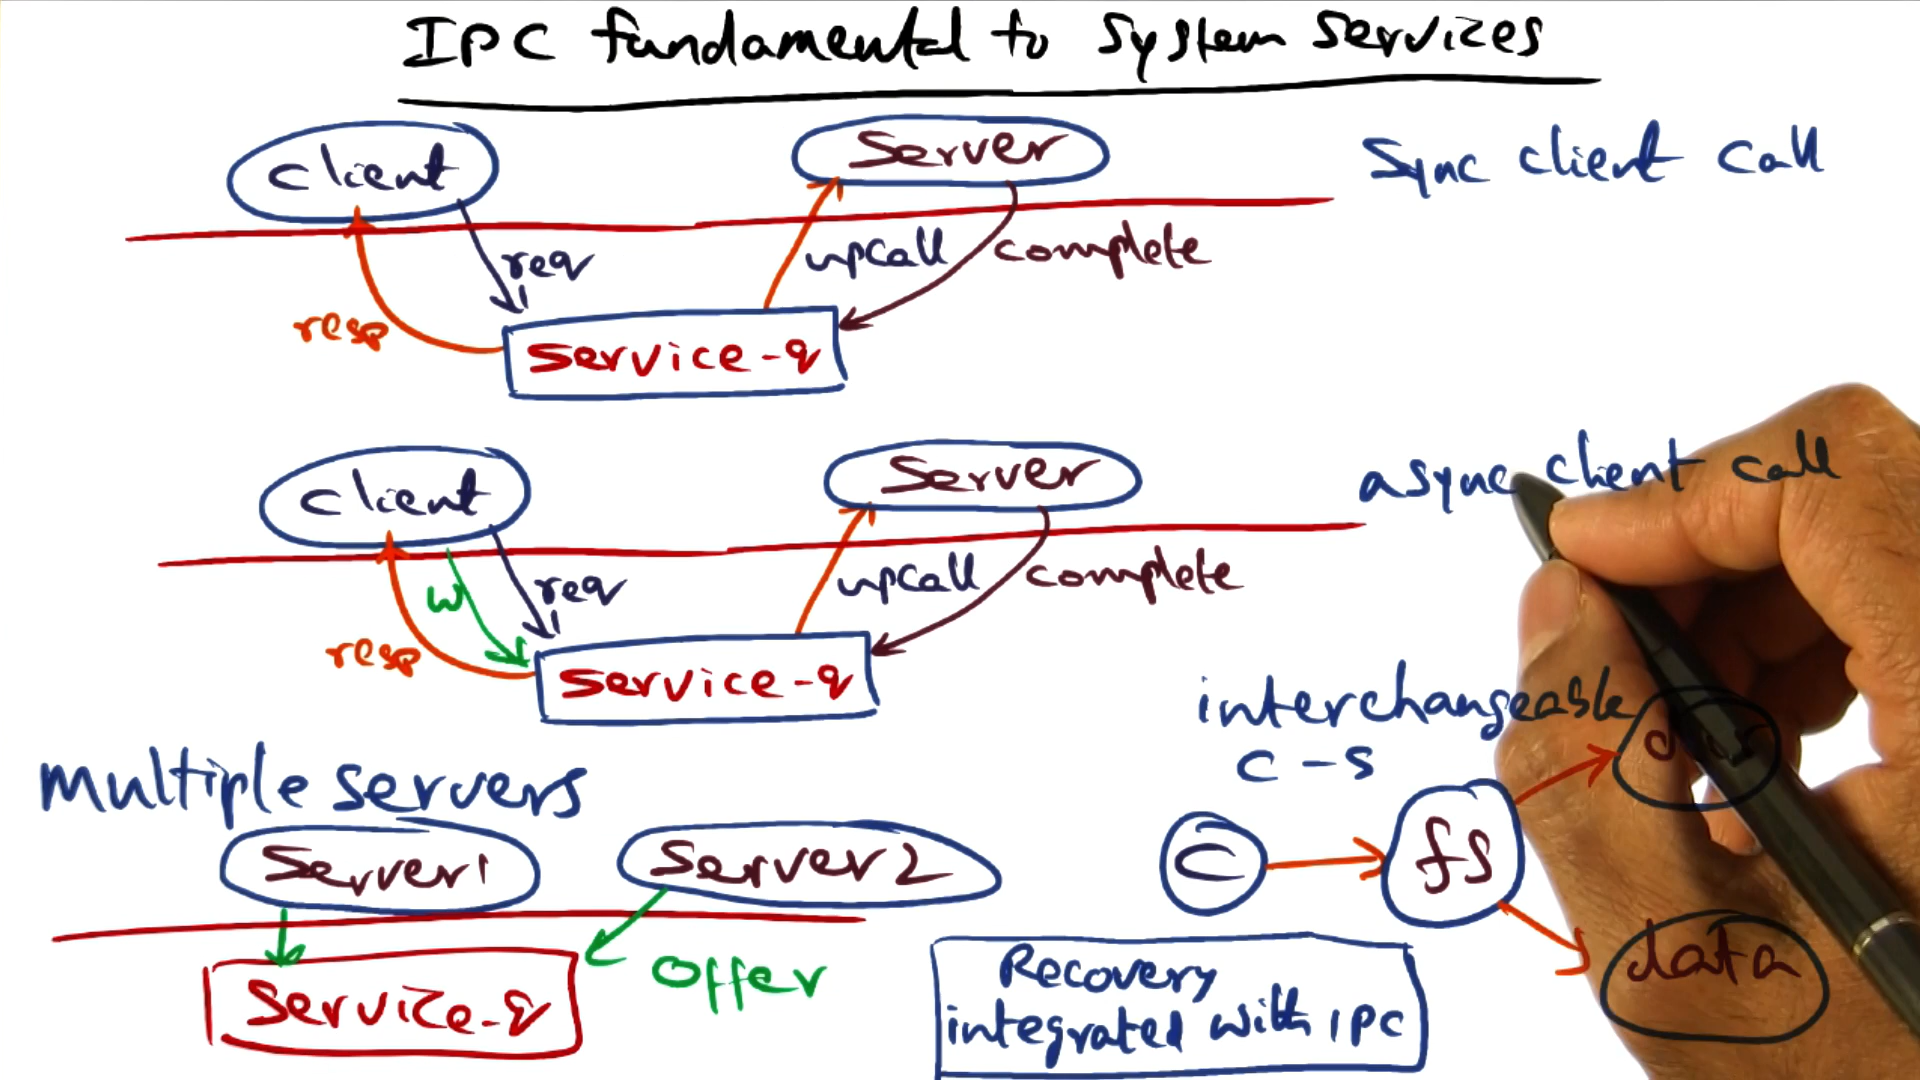 IPC fundamental to System Services
client
Server
Sync client call
req
upcall
complete
resp
Service-q
client
Server
async client call
w
req
upcall
complete
resp
Service-q
interchangeable
C-S
multiple servers
Server1
Server2
C
fs
data
Service-q
offer
Recovery
integrated with IPC